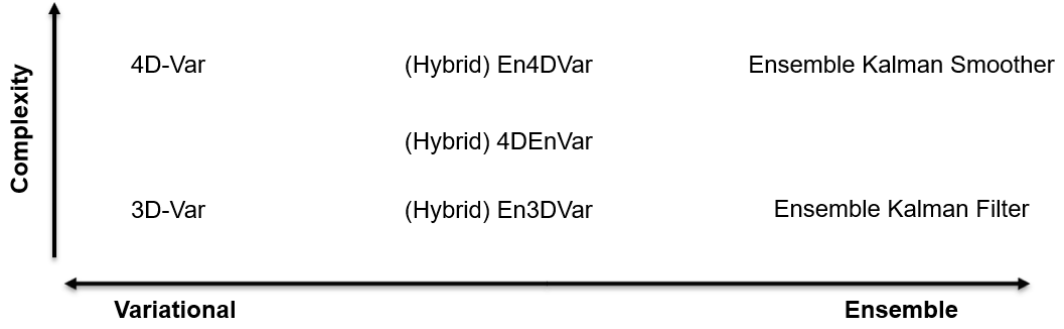 Complexity
4D-Var (Hybrid) En4DVar Ensemble Kalman Smoother
(Hybrid) 4DEnVar
3D-Var (Hybrid) En3DVar Ensemble Kalman Filter
Variational Ensemble